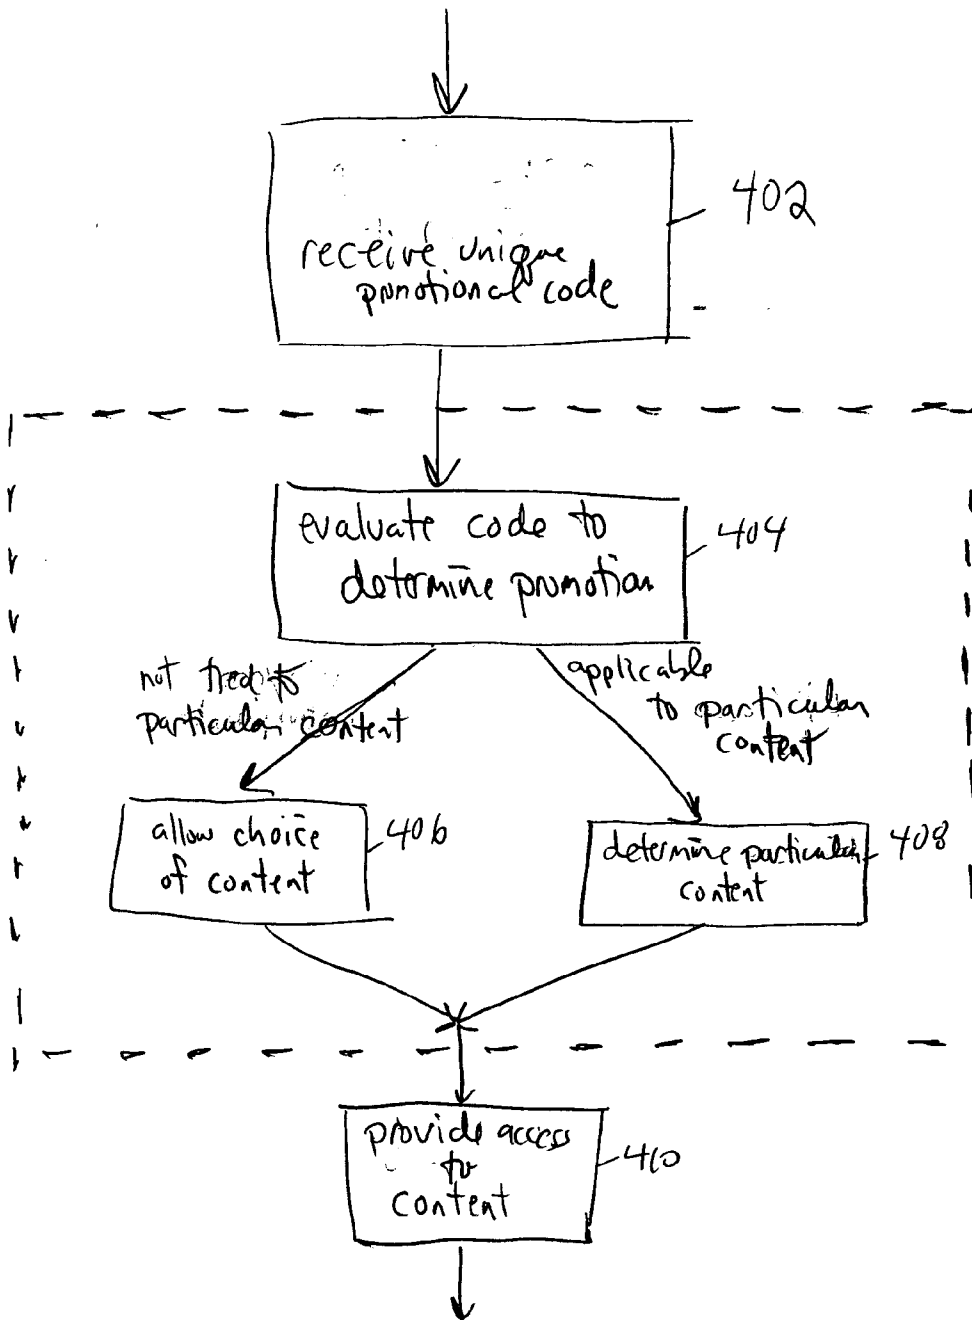 402
receive unique
promotional code
evaluate code to
determine promotion
404
not tied to
particular content
applicable
to particular
content
allow choice
of content
406
determine particular
content
408
provide access
to
content
410